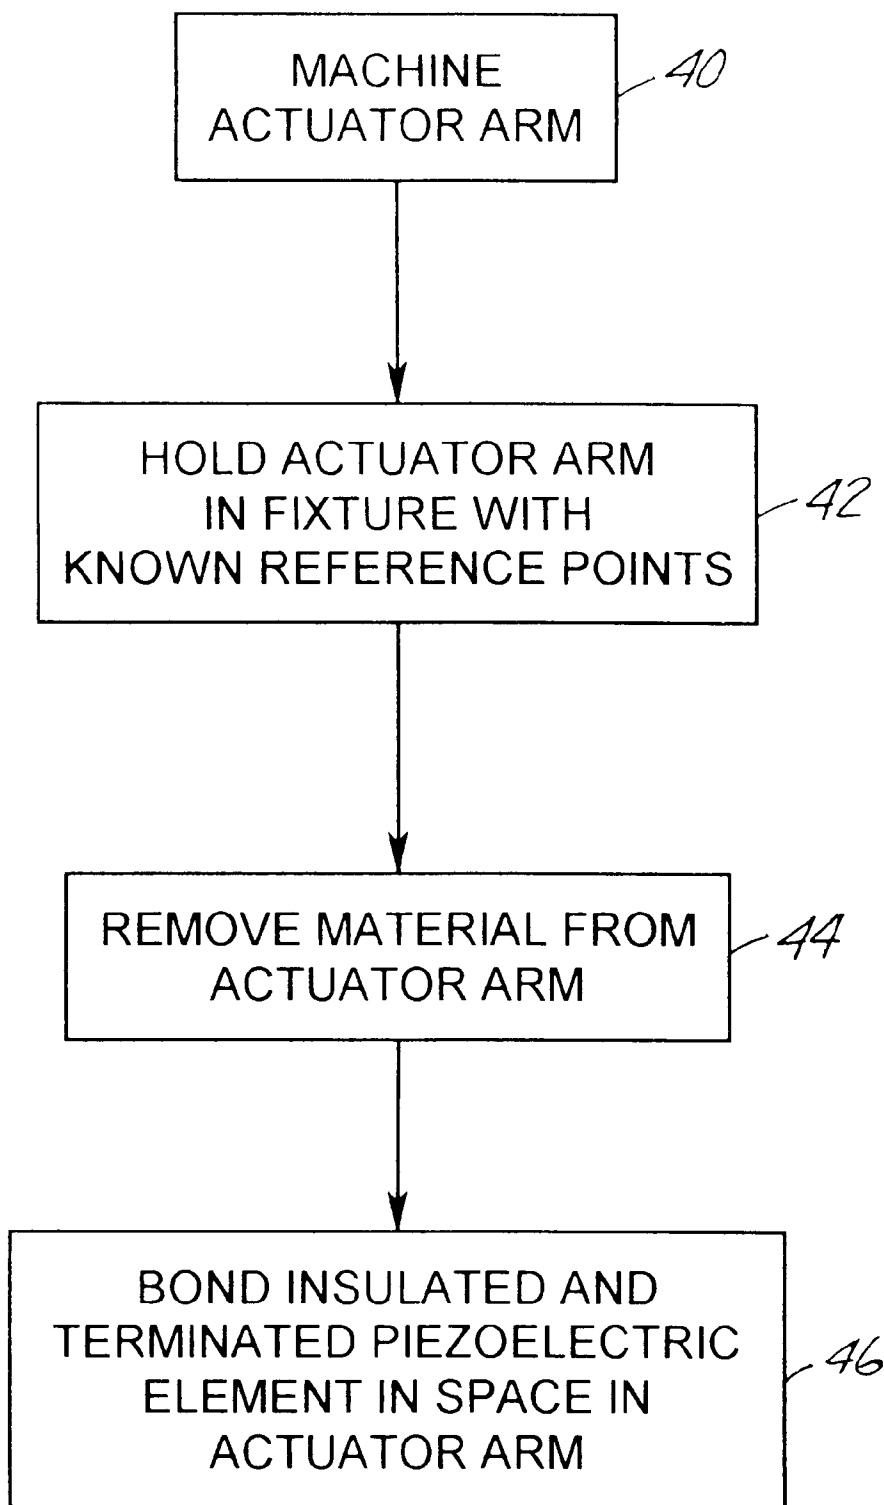 MACHINE
ACTUATOR ARM
40
HOLD ACTUATOR ARM
IN FIXTURE WITH
KNOWN REFERENCE POINTS
42
REMOVE MATERIAL FROM
ACTUATOR ARM
44
BOND INSULATED AND
TERMINATED PIEZOELECTRIC
ELEMENT IN SPACE IN
ACTUATOR ARM
46